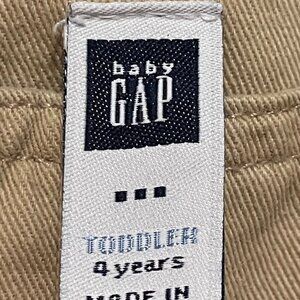 baby
GAP
TODDLER
4 years
MADE IN